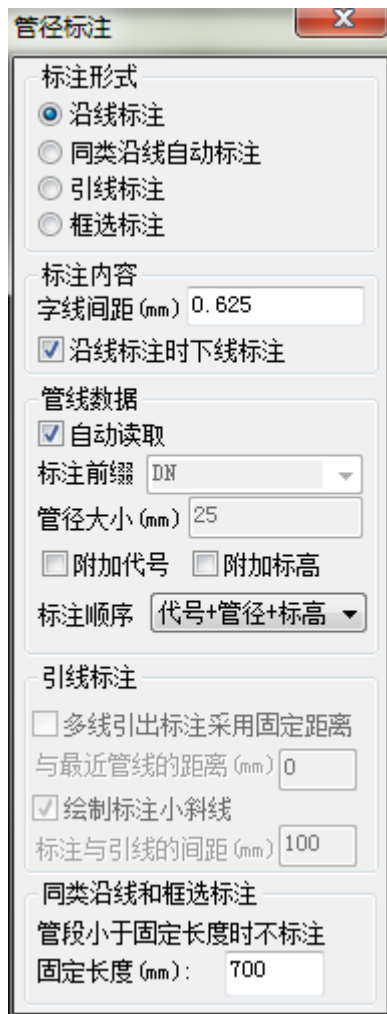 管径标注
标注形式
沿线标注
同类沿线自动标注
引线标注
框选标注
标注内容
字线间距(mm) 0.625
沿线标注时下线标注
管线数据
自动读取
标注前缀 DN
管径大小(mm) 25
附加代号 附加标高
标注顺序 代号+管径+标高
引线标注
多线引出标注采用固定距离
与最近管线的距离(mm) 0
绘制标注小斜线
标注与引线的间距(mm) 100
同类沿线和框选标注
管段小于固定长度时不标注
固定长度(mm): 700